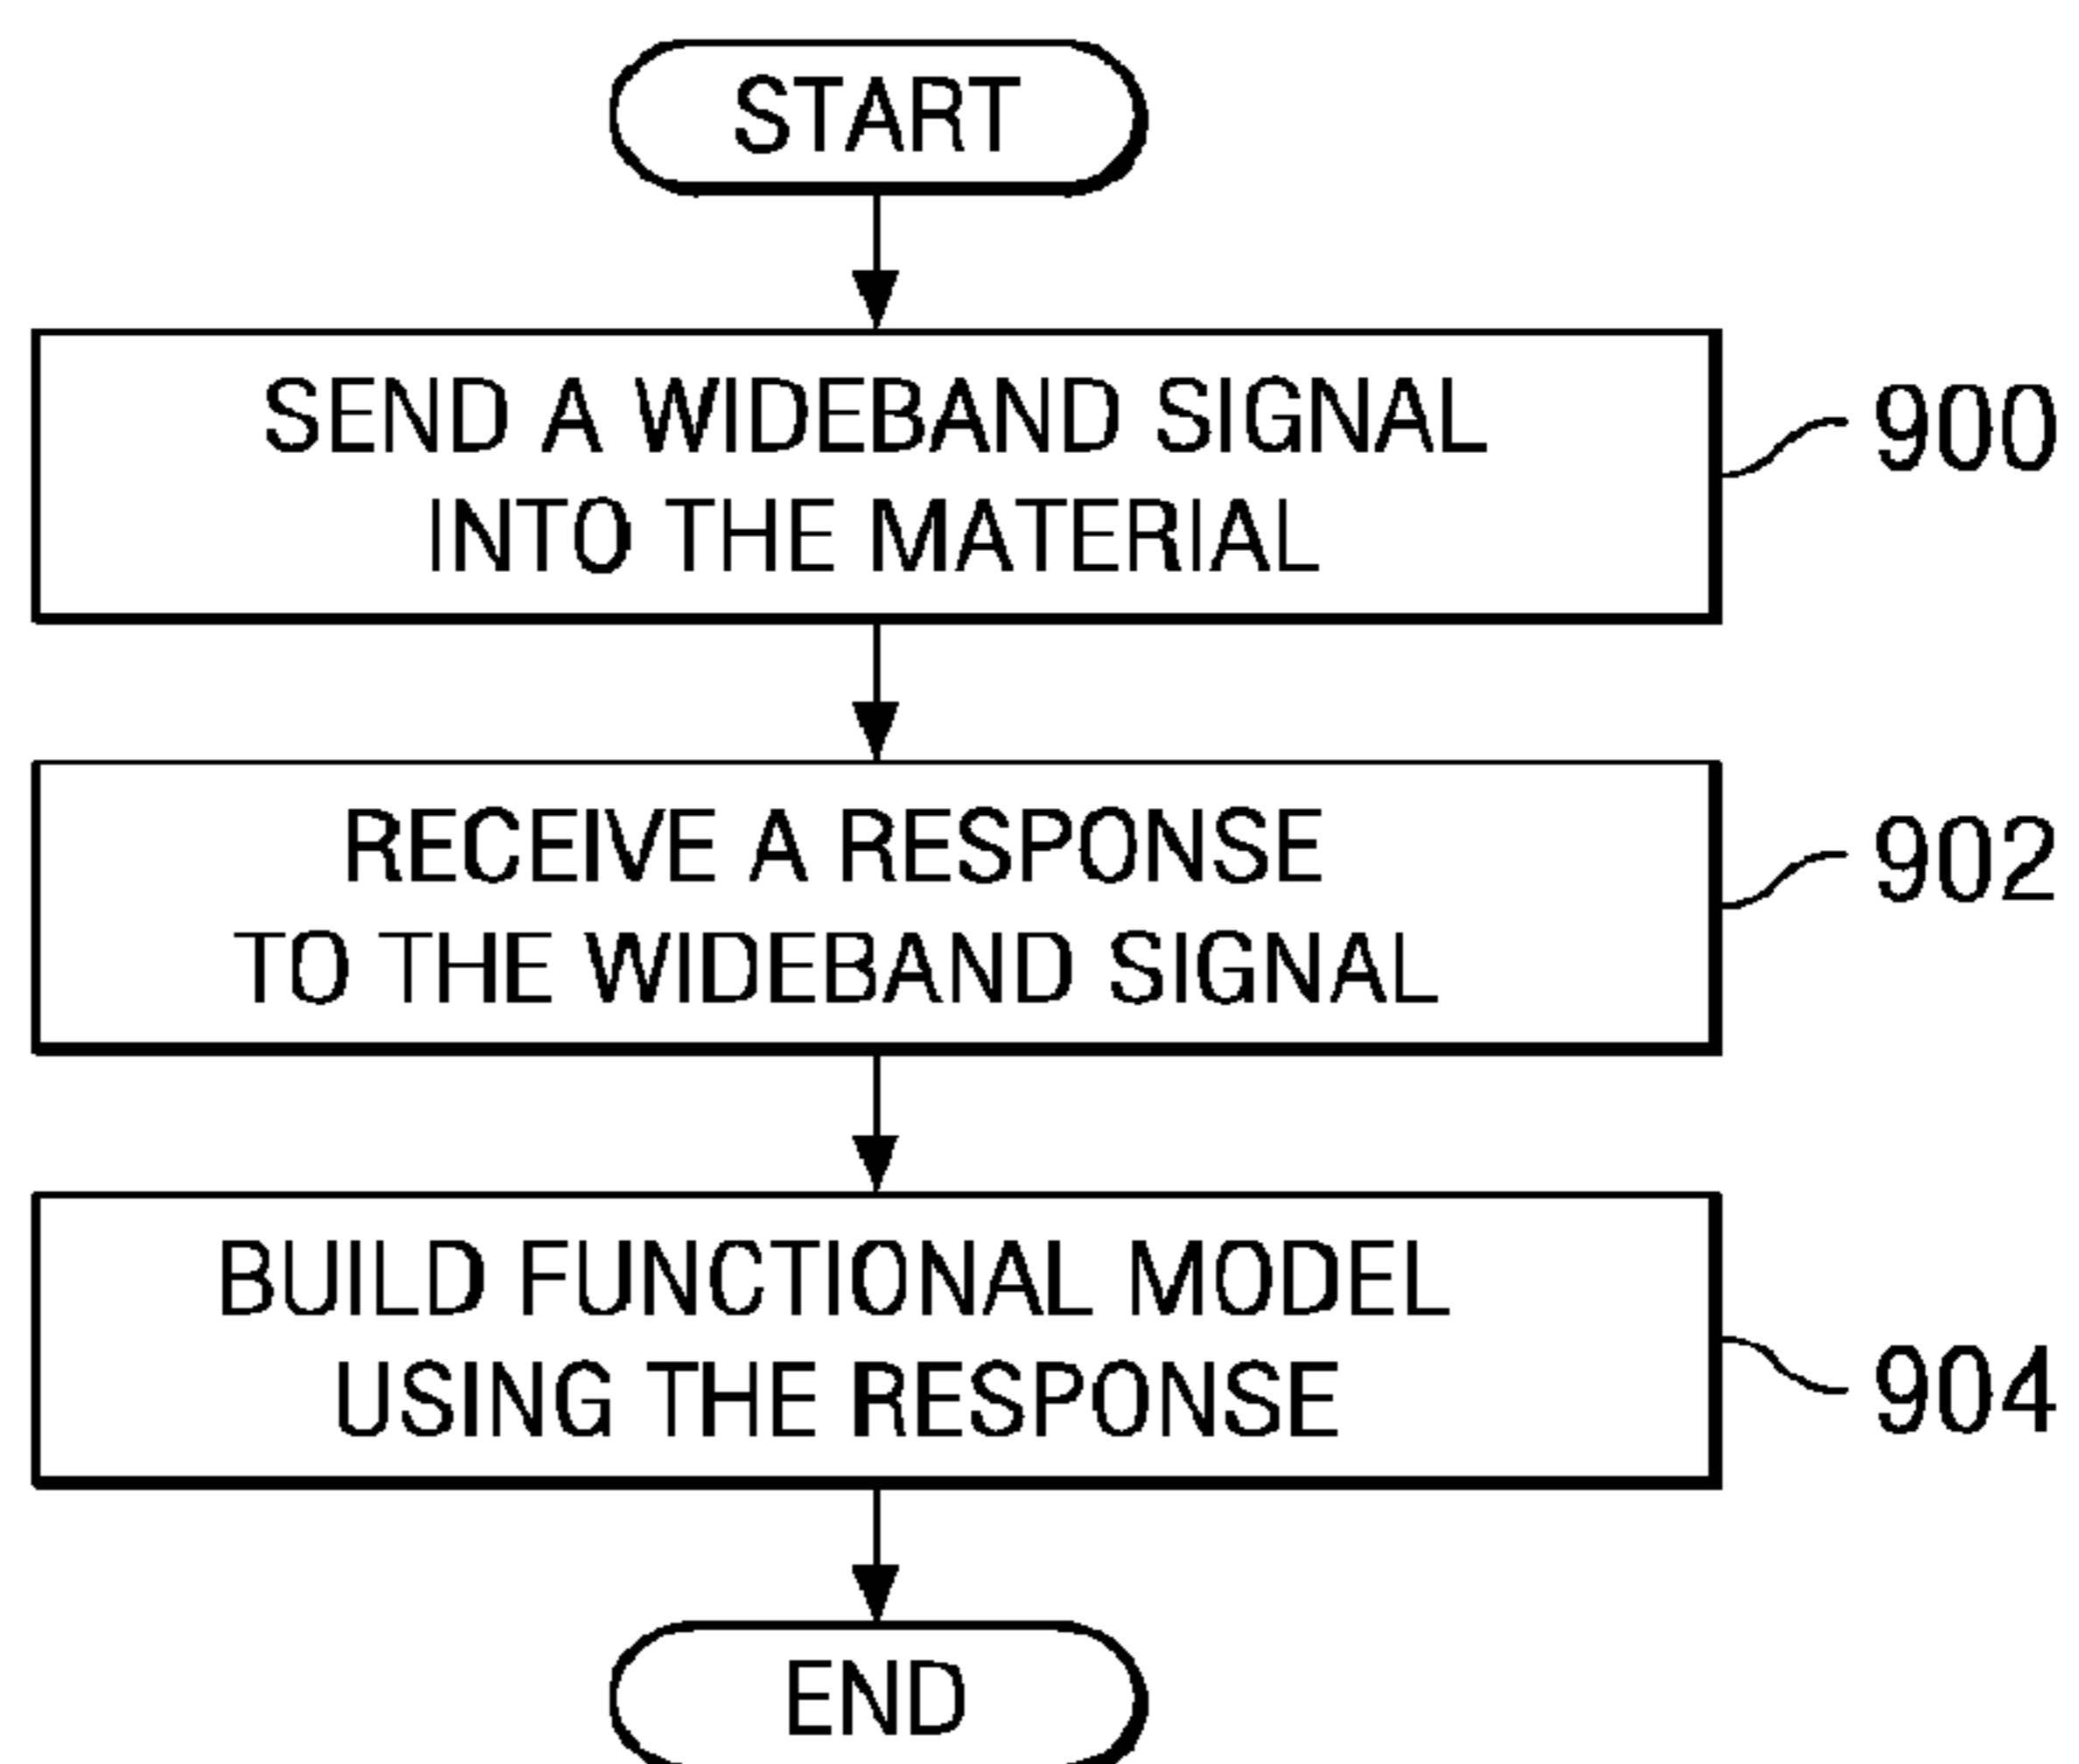 START
SEND A WIDEBAND SIGNAL
INTO THE MATERIAL
900
RECEIVE A RESPONSE
TO THE WIDEBAND SIGNAL
902
BUILD FUNCTIONAL MODEL
USING THE RESPONSE
904
END